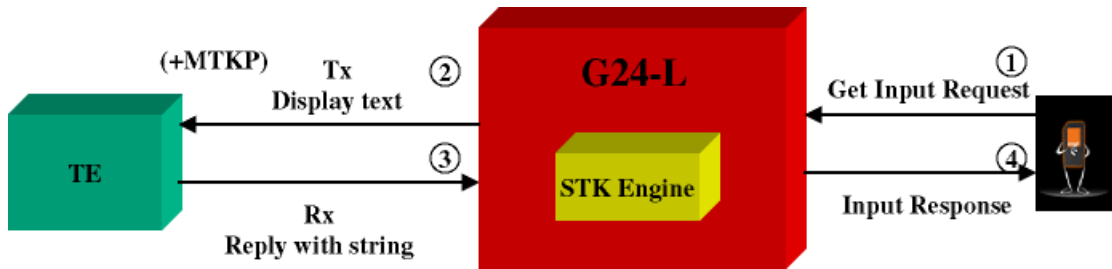 (+MTKP)
Tx
②
Display text
TE
③
Rx
Reply with string
G24-L
STK Engine
①
Get Input Request
④
Input Response